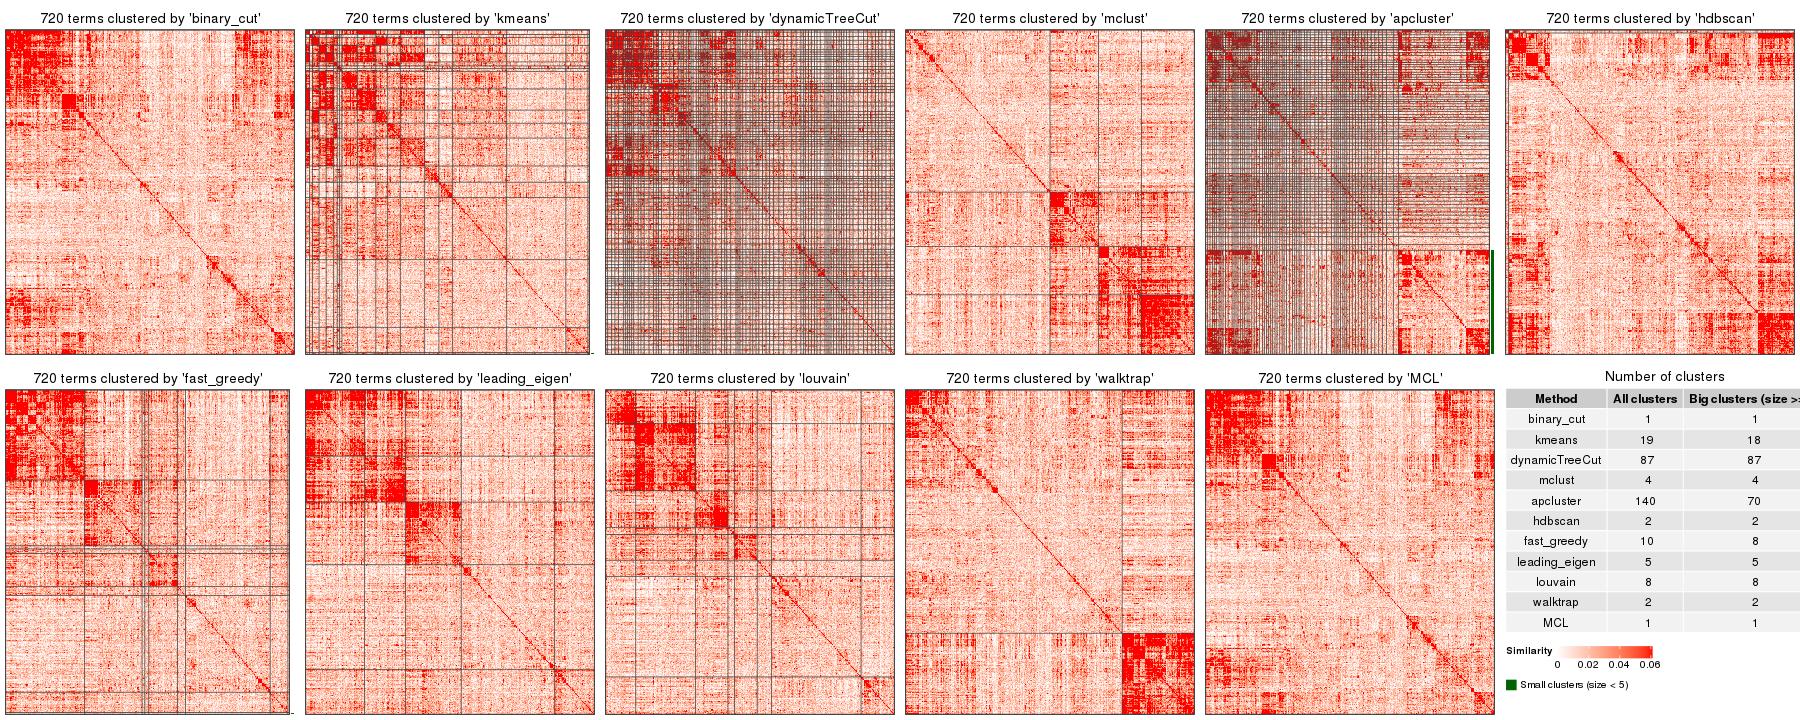 720 terms clustered by 'binary_cut'
720 terms clustered by 'kmeans'
720 terms clustered by 'dynamicTreeCut'
720 terms clustered by 'mclust'
720 terms clustered by 'apcluster'
720 terms clustered by 'hdbscan'
720 terms clustered by 'fast_greedy'
720 terms clustered by 'leading_eigen'
720 terms clustered by 'louvain'
720 terms clustered by 'walktrap'
720 terms clustered by 'MCL'
Number of clusters
Method All clusters Big clusters (size >=
binary_cut 1 1
kmeans 19 18
dynamicTreeCut 87 87
mclust 4 4
apcluster 140 70
hdbscan 2 2
fast_greedy 10 8
leading_eigen 5 5
louvain 8 8
walktrap 2 2
MCL 1 1
Similarity
0 0.02 0.04 0.06
Small clusters (size < 5)